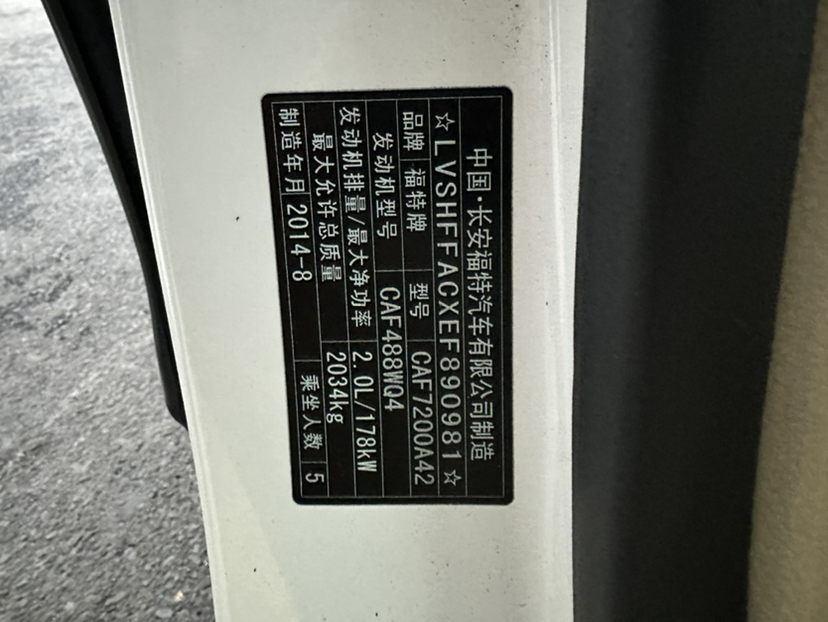 中国·长安福特汽车有限公司制造
☆LVSHFFACXEF890981☆
品牌 福特牌 型号 CAF7200A42
发动机型号 CAF488WQ4
发动机排量/最大净功率 2.0L/178kW
最大允许总质量 2034kg
制造年月 2014-8 乘坐人数 5